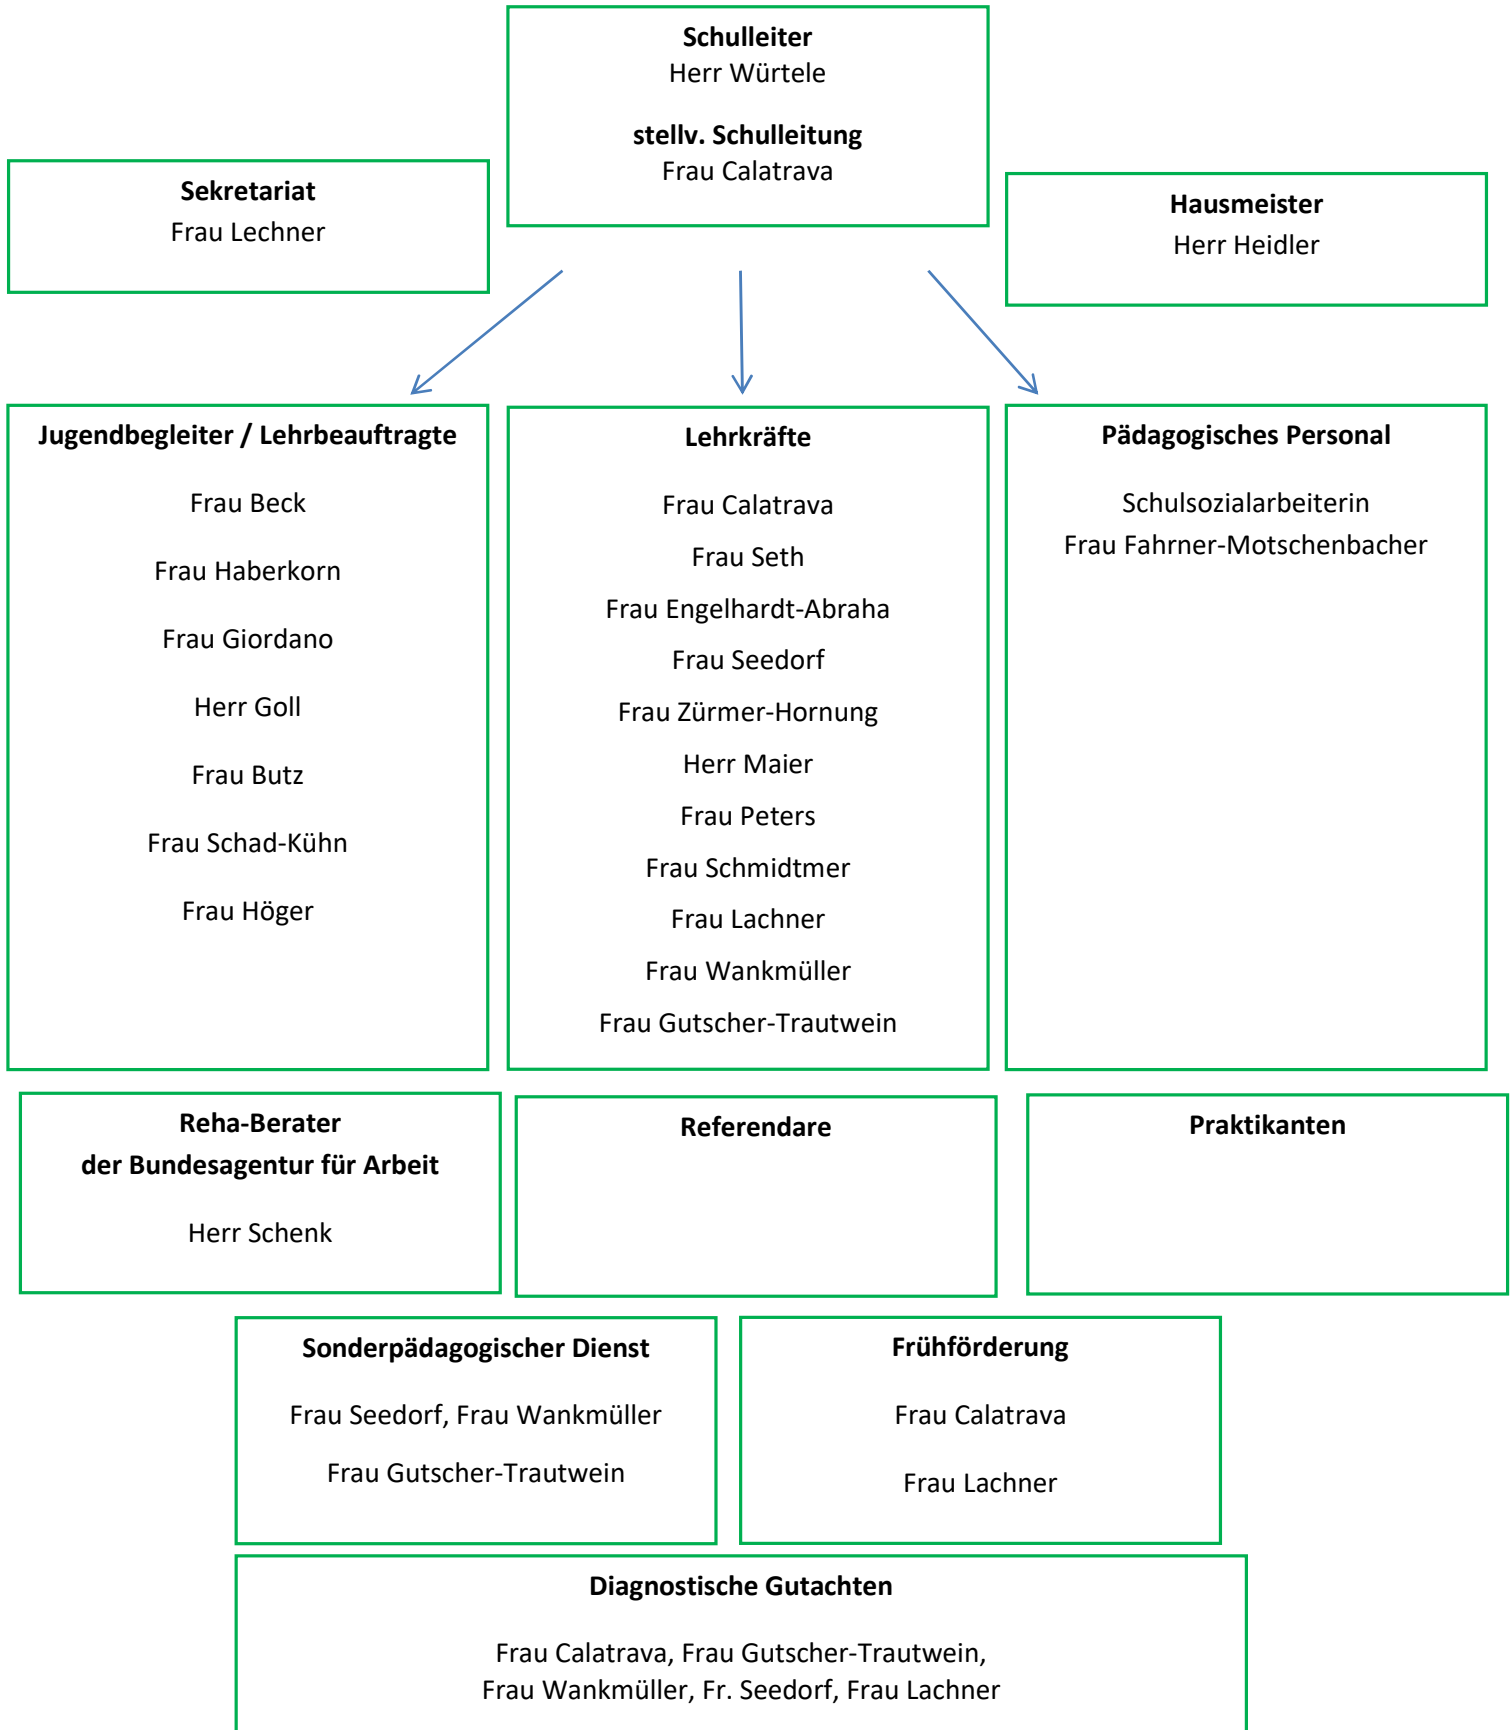 Schulleiter
Herr Würtele
stellv. Schulleitung
Frau Calatrava
Sekretariat
Frau Lechner
Hausmeister
Herr Heidler
Jugendbegleiter / Lehrbeauftragte
Frau Beck
Frau Haberkorn
Frau Giordano
Herr Goll
Frau Butz
Frau Schad-Kühn
Frau Höger
Lehrkräfte
Frau Calatrava
Frau Seth
Frau Engelhardt-Abraha
Frau Seedorf
Frau Zürmer-Hornung
Herr Maier
Frau Peters
Frau Schmidtmer
Frau Lachner
Frau Wankmüller
Frau Gutscher-Trautwein
Pädagogisches Personal
Schulsozialarbeiterin
Frau Fahrner-Motschenbacher
Reha-Berater
der Bundesagentur für Arbeit
Herr Schenk
Referendare
Praktikanten
Sonderpädagogischer Dienst
Frau Seedorf, Frau Wankmüller
Frau Gutscher-Trautwein
Frühförderung
Frau Calatrava
Frau Lachner
Diagnostische Gutachten
Frau Calatrava, Frau Gutscher-Trautwein,
Frau Wankmüller, Fr. Seedorf, Frau Lachner